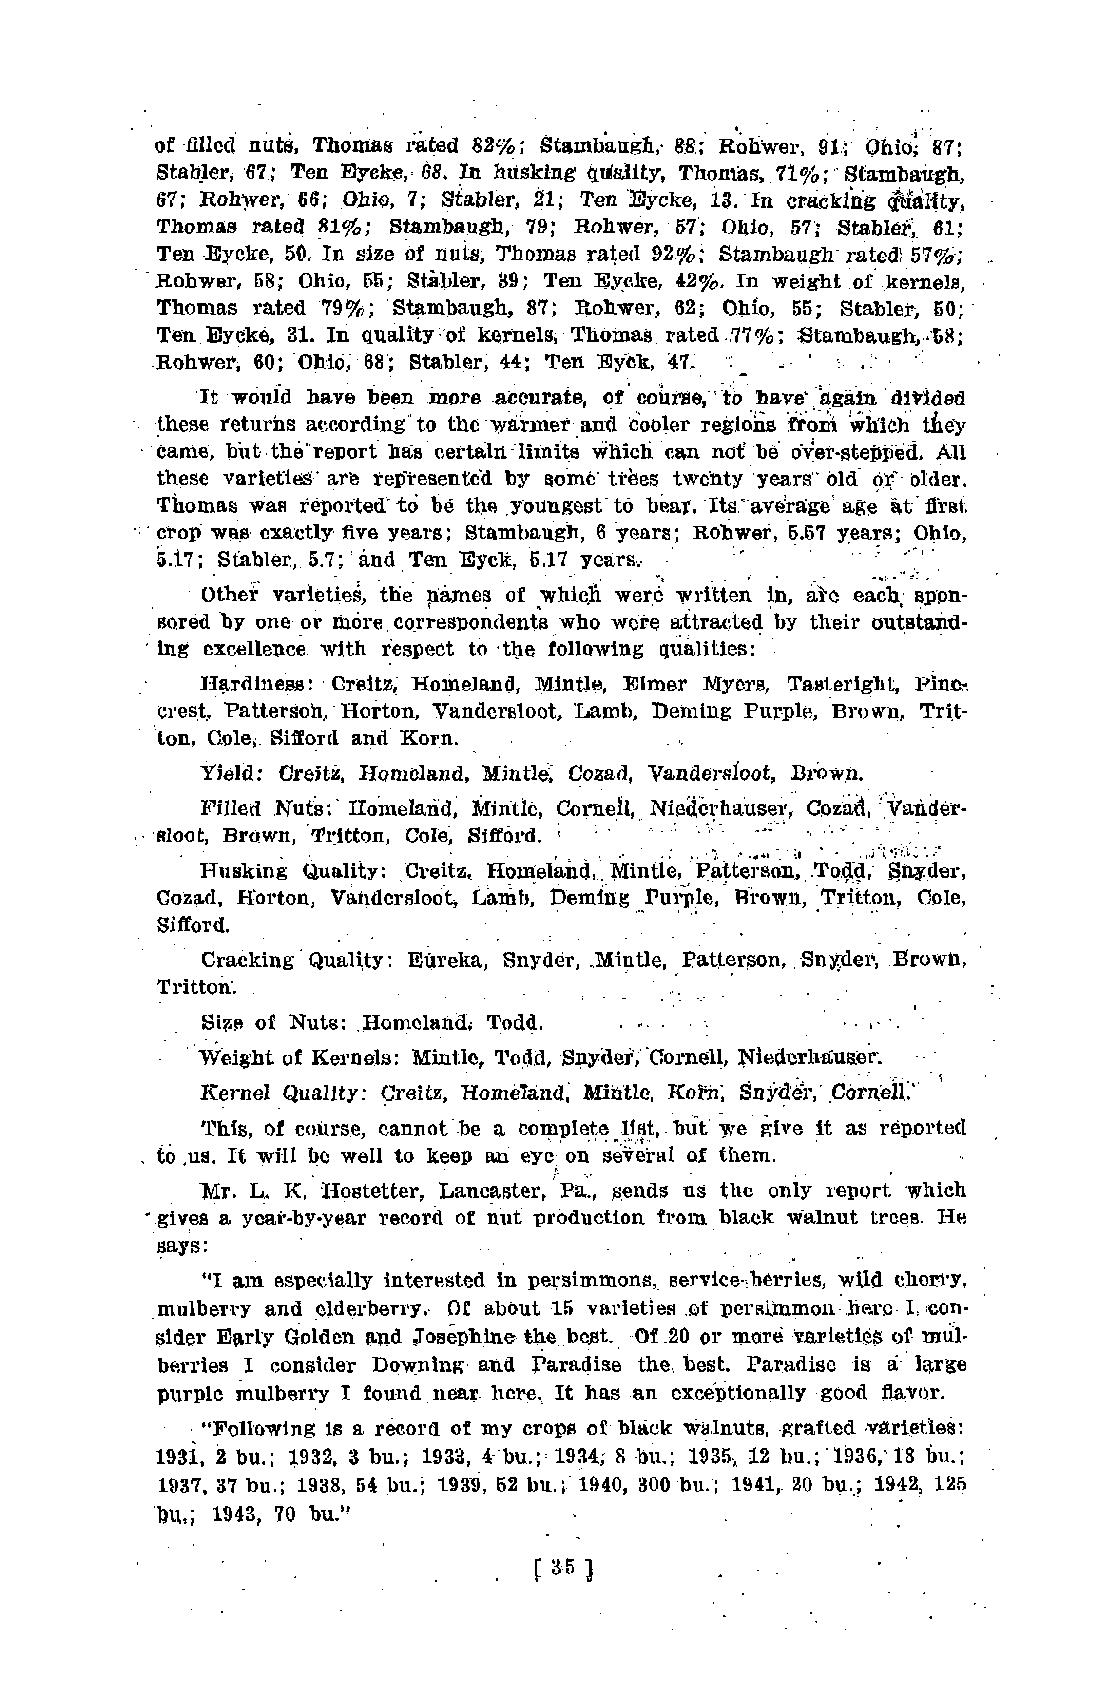 of filled nuts, Thomas rated 82%; Stambaugh, 88; Rohwer, 91; Ohio, 87;
Stabler, 67; Ten Eycke, 68. In husking quality, Thomas, 71%; Stambaugh,
67; Rohwer, 66; Ohio, 7; Stabler, 21; Ten Eycke, 13. In cracking quality,
Thomas rated 81%; Stambaugh, 79; Rohwer, 57; Ohio, 57; Stabler, 61;
Ten Eycke, 50. In size of nuts, Thomas rated 92%; Stambaugh rated 57%;
Rohwer, 58; Ohio, 55; Stabler, 39; Ten Eycke, 42%. In weight of kernels,
Thomas rated 79%; Stambaugh, 87; Rohwer, 62; Ohio, 55; Stabler, 50;
Ten Eycke, 31. In quality of kernels, Thomas rated 77%; Stambaugh, 58;
Rohwer, 60; Ohio, 68; Stabler, 44; Ten Eyck, 47.
It would have been more accurate, of course, to have again divided
these returns according to the warmer and cooler regions from which they
came, but the report has certain limits which can not be over-stepped. All
these varieties are represented by some trees twenty years old or older.
Thomas was reported to be the youngest to bear. Its average age at first
crop was exactly five years; Stambaugh, 6 years; Rohwer, 5.57 years; Ohio,
5.17; Stabler, 5.7; and Ten Eyck, 5.17 years.
Other varieties, the names of which were written in, are each spon-
sored by one or more correspondents who were attracted by their outstand-
ing excellence with respect to the following qualities:
Hardiness: Creitz, Homeland, Mintle, Elmer Myers, Tasteright, Pine-
crest, Patterson, Horton, Vandersloot, Lamb, Deming Purple, Brown, Trit-
ton, Cole, Sifford and Korn.
Yield: Creitz, Homeland, Mintle, Cozad, Vandersloot, Brown.
Filled Nuts: Homeland, Mintle, Cornell, Niederhauser, Cozad, Vander-
sloot, Brown, Tritton, Cole, Sifford.
Husking Quality: Creitz, Homeland, Mintle, Patterson, Todd, Snyder,
Cozad, Horton, Vandersloot, Lamb, Deming Purple, Brown, Tritton, Cole,
Sifford.
Cracking Quality: Eureka, Snyder, Mintle, Patterson, Snyder, Brown,
Tritton.
Size of Nuts: Homeland, Todd.
Weight of Kernels: Mintle, Todd, Snyder, Cornell, Niederhauser.
Kernel Quality: Creitz, Homeland, Mintle, Korn, Snyder, Cornell.
This, of course, cannot be a complete list, but we give it as reported
to us. It will be well to keep an eye on several of them.
Mr. L. K. Hostetter, Lancaster, Pa., sends us the only report which
gives a year-by-year record of nut production from black walnut trees. He
says:
"I am especially interested in persimmons, service-berries, wild cherry,
mulberry and elderberry. Of about 15 varieties of persimmon here I con-
sider Early Golden and Josephine the best. Of 20 or more varieties of mul-
berries I consider Downing and Paradise the best. Paradise is a large
purple mulberry I found near here. It has an exceptionally good flavor.
"Following is a record of my crops of black walnuts, grafted varieties:
1931, 2 bu.; 1932, 3 bu.; 1933, 4 bu.; 1934, 8 bu.; 1935, 12 bu.; 1936, 18 bu.;
1937, 37 bu.; 1938, 54 bu.; 1939, 52 bu.; 1940, 300 bu.; 1941, 20 bu.; 1942, 125
bu.; 1943, 70 bu."
[ 35 ]